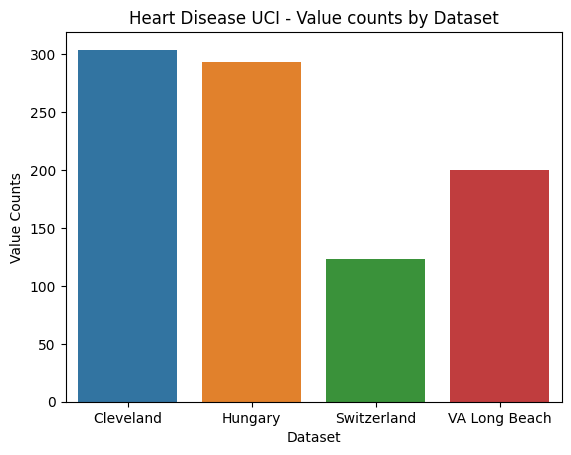 Heart Disease UCI - Value counts by Dataset
Value Counts
300
250
200
150
100
50
0
Cleveland Hungary Switzerland VA Long Beach
Dataset